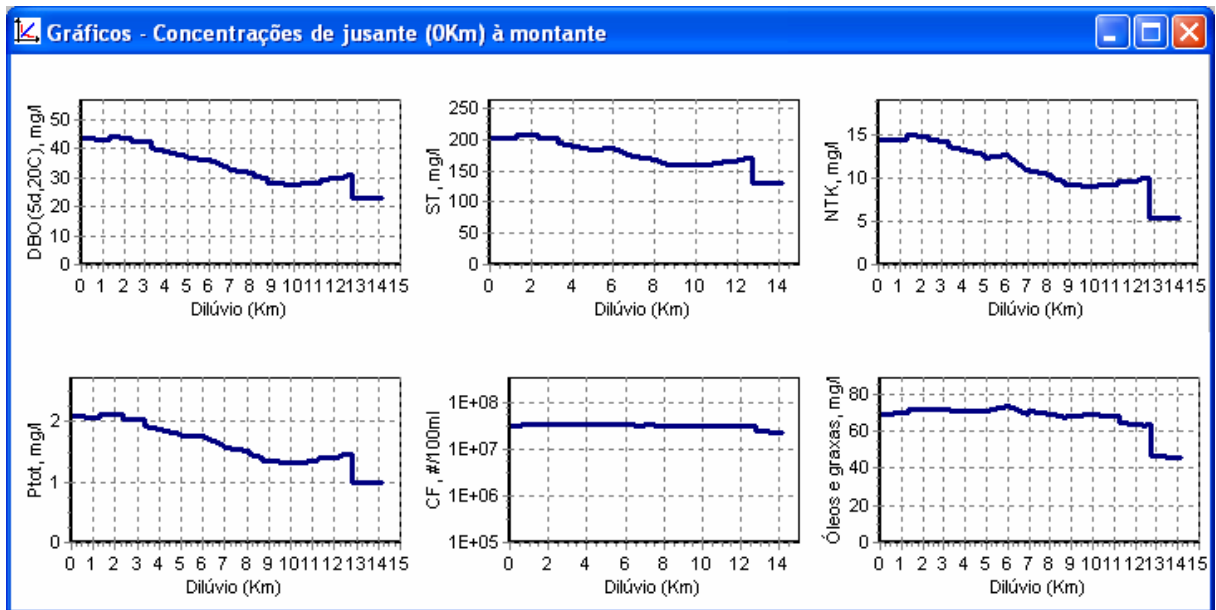 Gráficos - Concentrações de jusante (0Km) à montante
DBO(5d,20C), mg/l
50
40
30
20
10
0
0 1 2 3 4 5 6 7 8 9 10 11 12 13 14 15
Dilúvio (Km)
ST, mg/l
250
200
150
100
50
0
0 2 4 6 8 10 12 14
Dilúvio (Km)
NTK, mg/l
15
10
5
0
0 1 2 3 4 5 6 7 8 9 10 11 12 13 14 15
Dilúvio (Km)
Ptot, mg/l
2
1
0
0 1 2 3 4 5 6 7 8 9 10 11 12 13 14 15
Dilúvio (Km)
CF, #/100ml
1E+08
1E+07
1E+06
1E+05
0 2 4 6 8 10 12 14
Dilúvio (Km)
Óleos e graxas, mg/l
80
60
40
20
0
0 1 2 3 4 5 6 7 8 9 10 11 12 13 14 15
Dilúvio (Km)